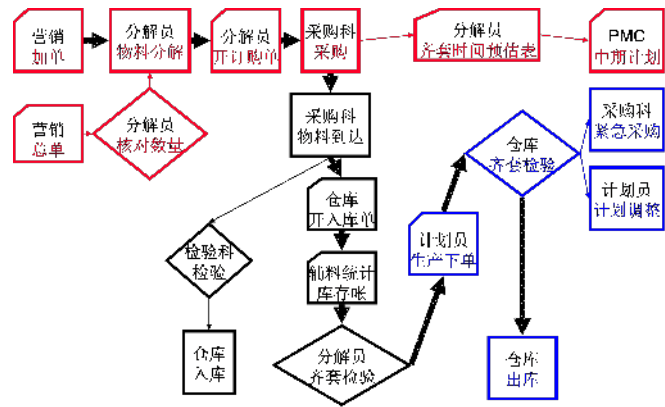 营销
加单
分解员
物料分解
分解员
开订购单
采购科
采购
分解员
齐套时间预估表
PMC
中期计划
营销
总单
分解员
核对数量
采购科
物料到达
仓库
齐套检验
采购科
紧急采购
计划员
计划调整
仓库
开入库单
计划员
生产下单
检验科
检验
辅料统计
库存帐
仓库
入库
分解员
齐套检验
仓库
出库